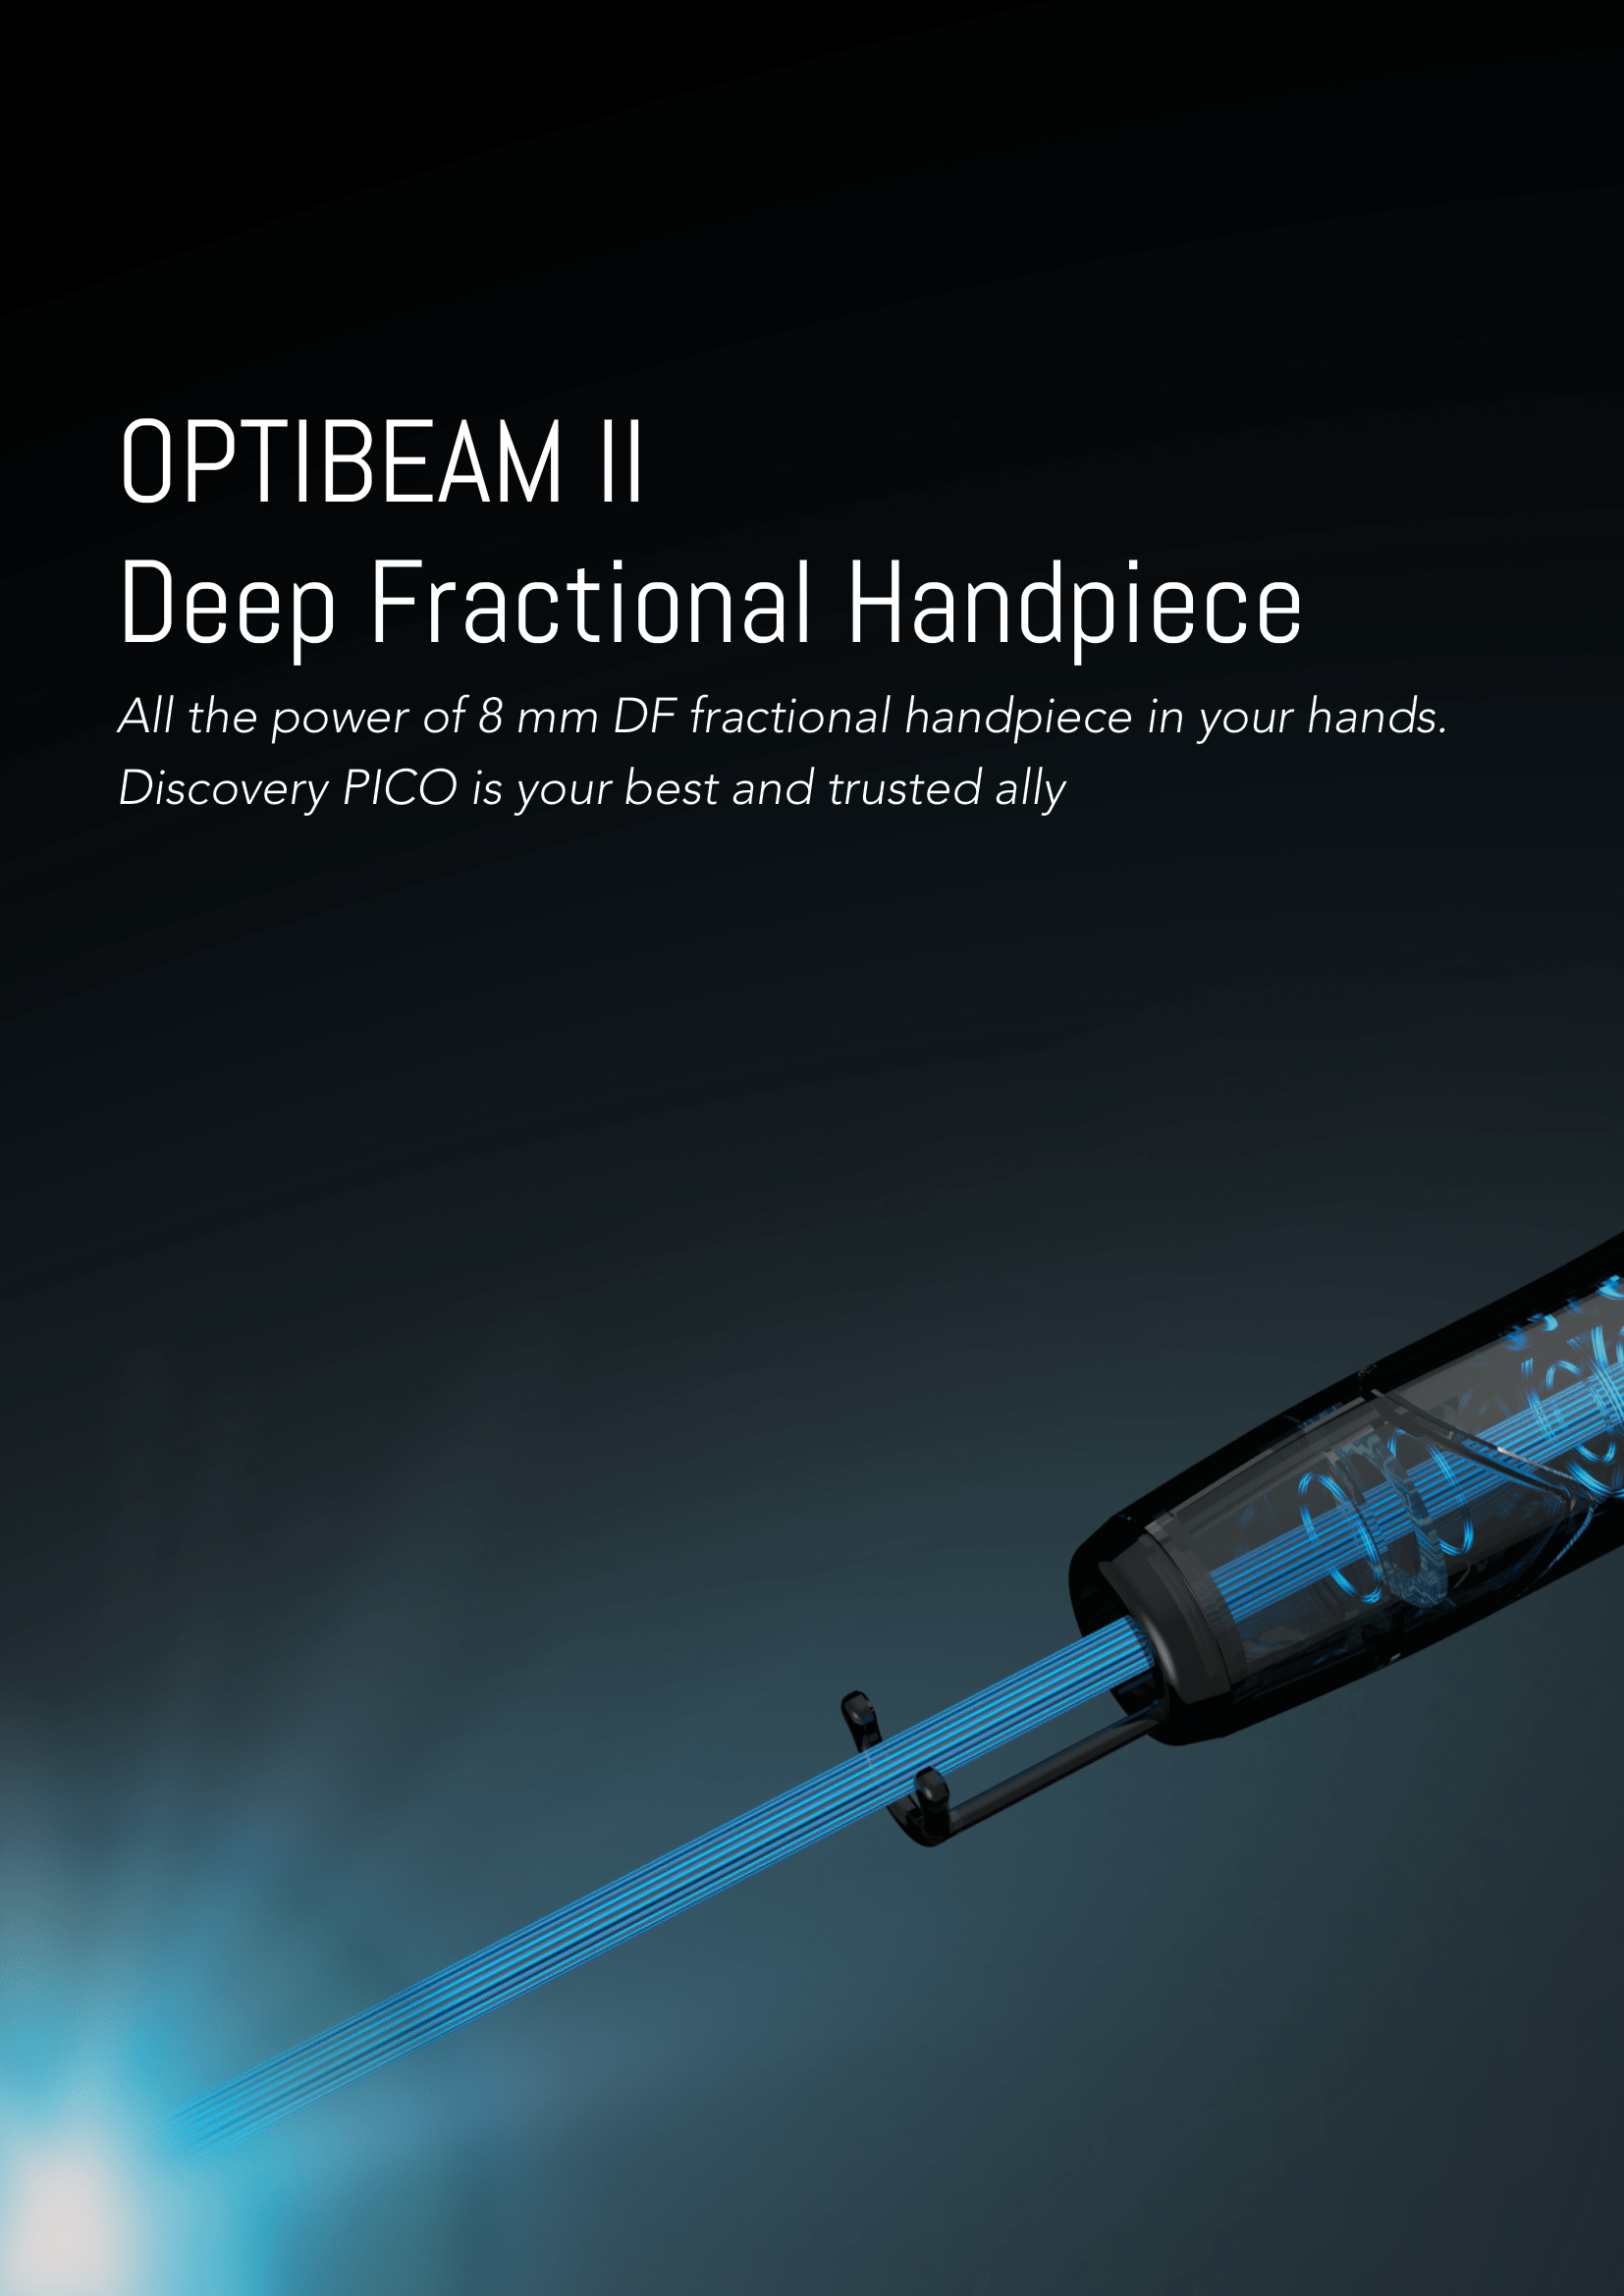 OPTIBEAM II
Deep Fractional Handpiece
All the power of 8 mm DF fractional handpiece in your hands.
Discovery PICO is your best and trusted ally